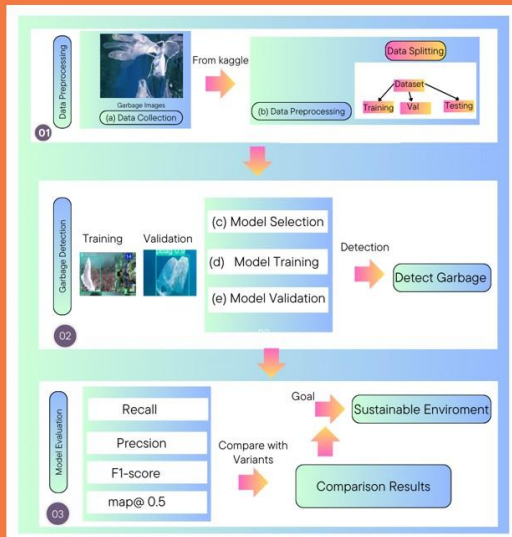 Data Preprocessing
01
Garbage Images
(a) Data Collection
From kaggle
Data Splitting
Dataset
Training
Val
Testing
(b) Data Preprocessing
Garbage Detection
02
Training
Validation
(c) Model Selection
(d) Model Training
(e) Model Validation
Detection
Detect Garbage
Model Evaluation
03
Recall
Precsion
F1-score
map@ 0.5
Compare with
Variants
Goal
Sustainable Enviroment
Comparison Results